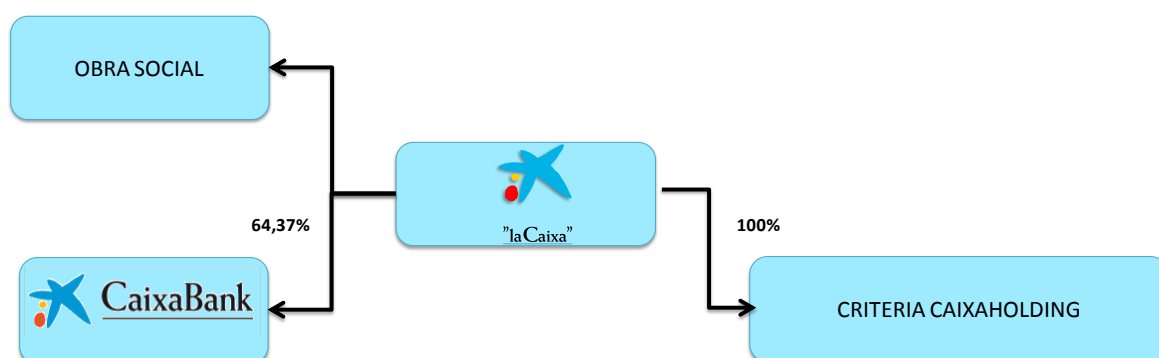 OBRA SOCIAL
"laCaixa"
64,37%
100%
CaixaBank
CRITERIA CAIXAHOLDING